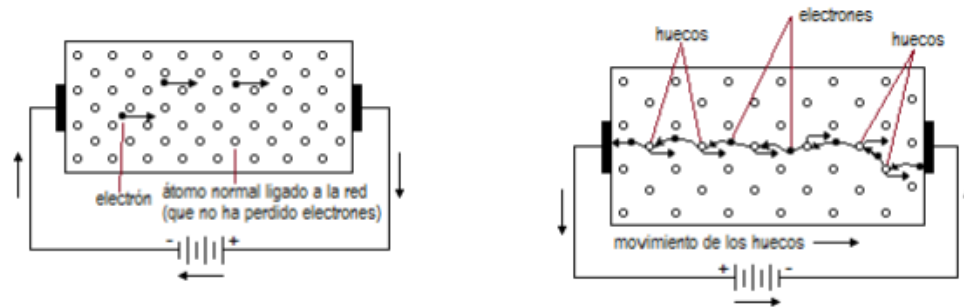 electrón
átomo normal ligado a la red
(que no ha perdido electrones)
- +
electrones
huecos
huecos
movimiento de los huecos
+ -